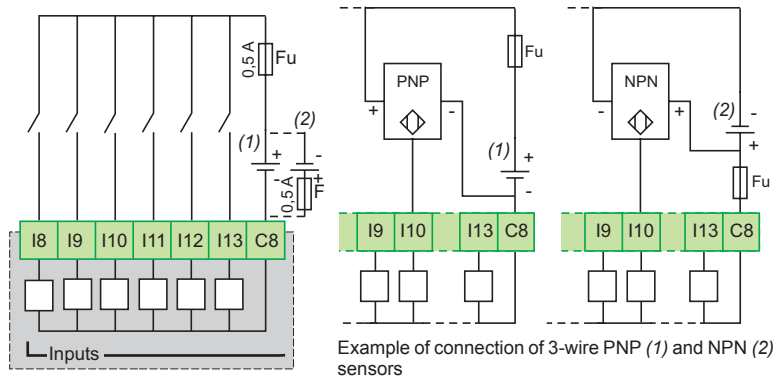 0,5 A
Fu
(1)
(2)
+
-
-
+
0,5 A
F
I8 I9 I10 I11 I12 I13 C8
Inputs
PNP
+
-
Fu
(1)
+
-
I9 I10 I13 C8
NPN
-
+
(2)
-
+
Fu
I9 I10 I13 C8
Example of connection of 3-wire PNP (1) and NPN (2)
sensors